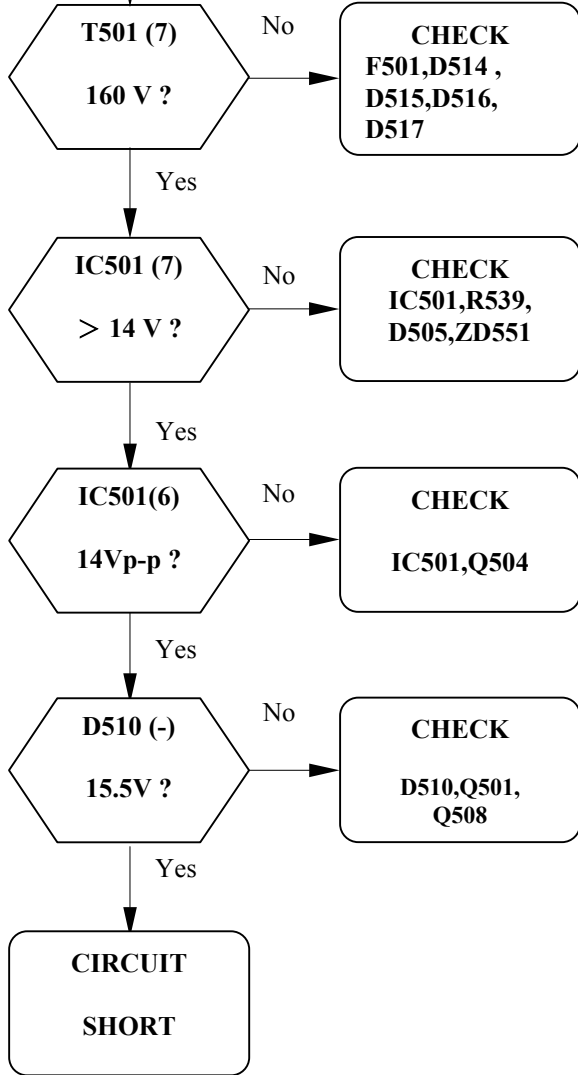 T501 (7)
160 V ?
No
CHECK
F501,D514 ,
D515,D516,
D517
Yes
IC501 (7)
> 14 V ?
No
CHECK
IC501,R539,
D505,ZD551
Yes
IC501(6)
14Vp-p ?
No
CHECK
IC501,Q504
Yes
D510 (-)
15.5V ?
No
CHECK
D510,Q501,
Q508
Yes
CIRCUIT
SHORT